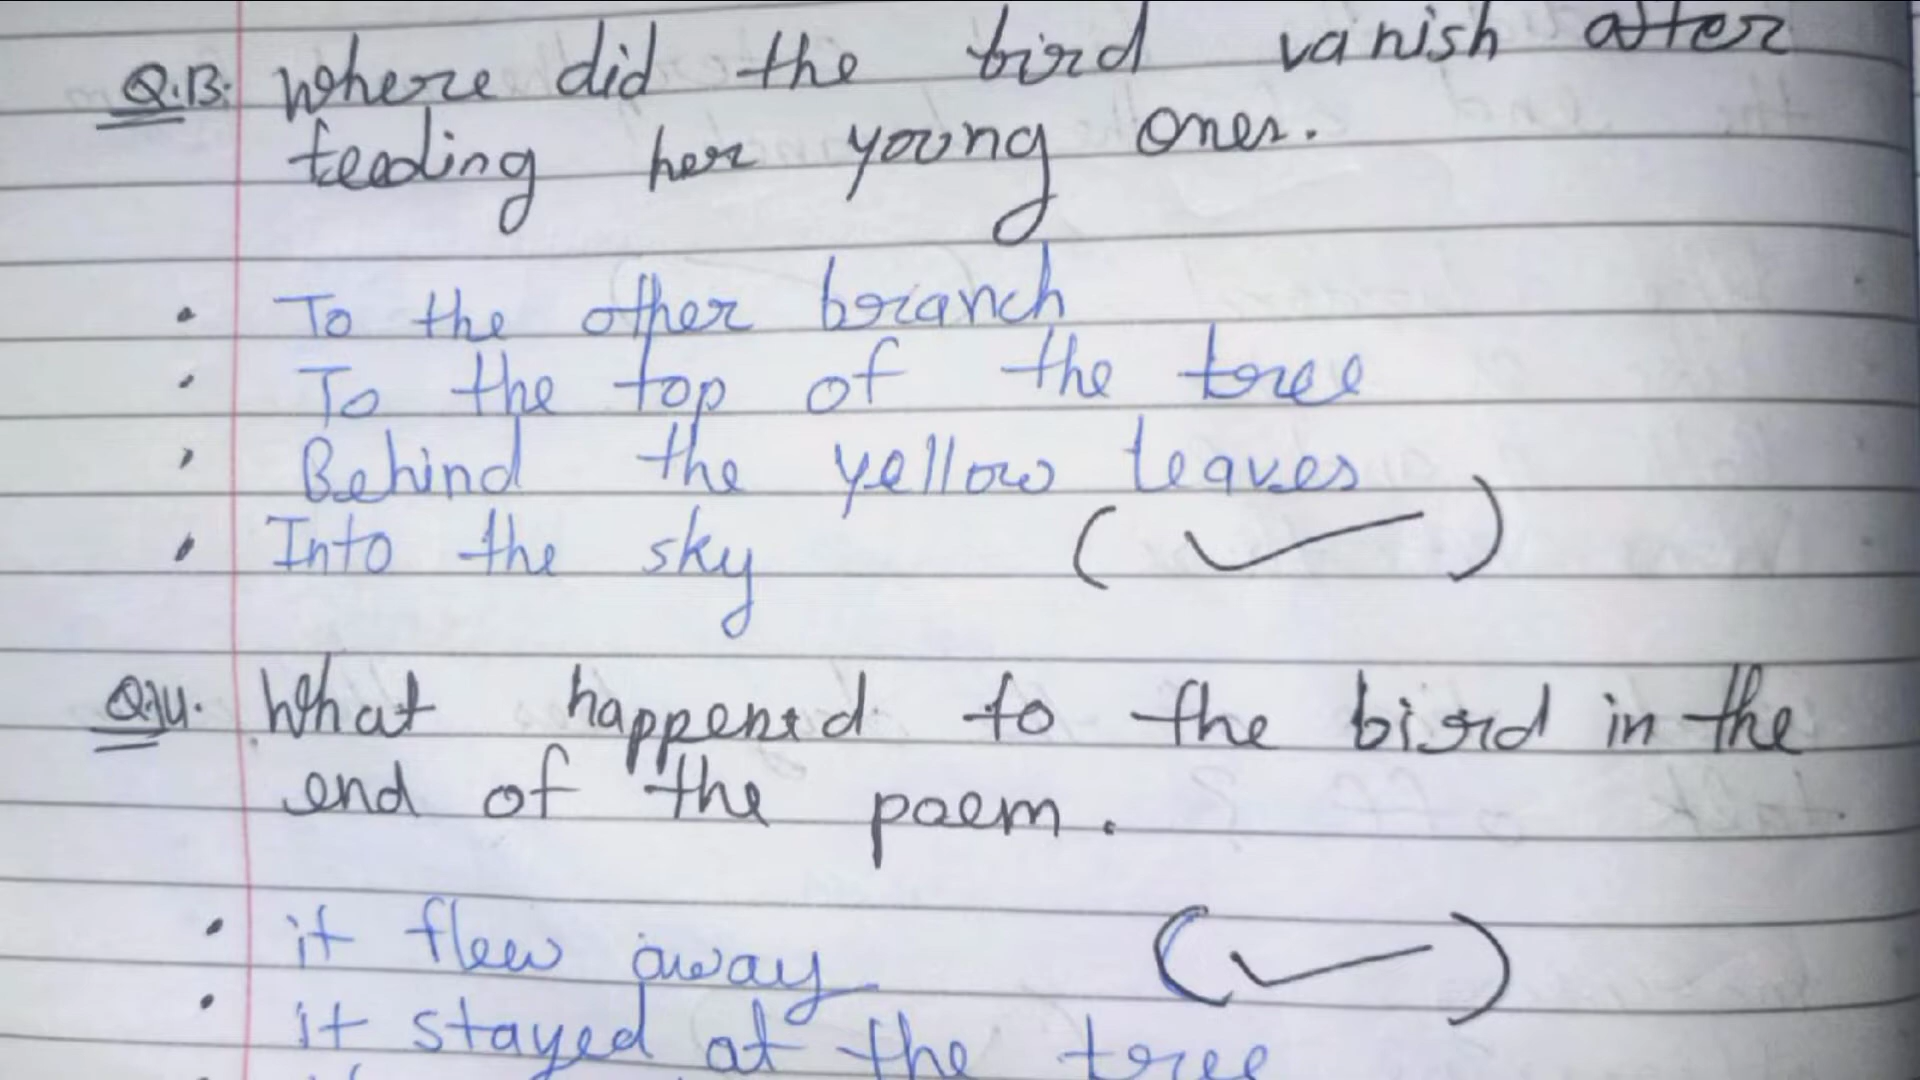 Q.13. Where did the bird vanish after
feeding her young ones.
• To the other branch
• To the top of the tree
• Behind the yellow leaves
• Into the sky (✓)
Q.14. What happened to the bird in the
end of the poem.
• it flew away (✓)
• it stayed at the tree